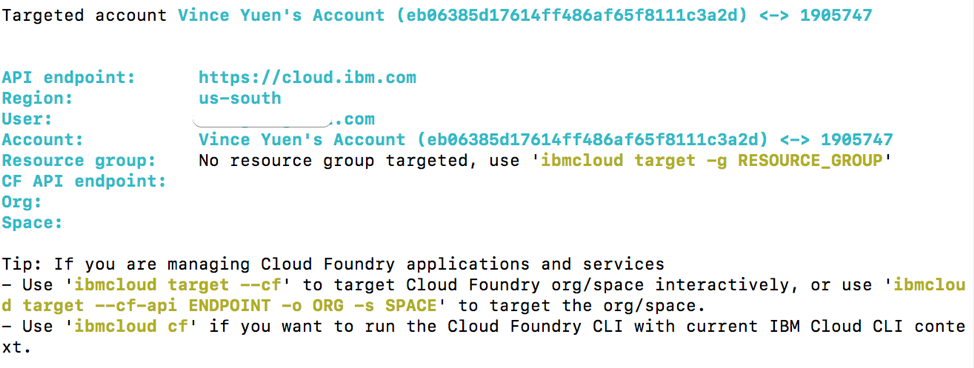 Targeted account Vince Yuen's Account (eb06385d17614ff486af65f8111c3a2d) <-> 1905747
API endpoint: https://cloud.ibm.com
Region: us-south
User: .com
Account: Vince Yuen's Account (eb06385d17614ff486af65f8111c3a2d) <-> 1905747
Resource group: No resource group targeted, use 'ibmcloud target -g RESOURCE_GROUP'
CF API endpoint:
Org:
Space:
Tip: If you are managing Cloud Foundry applications and services
- Use 'ibmcloud target --cf' to target Cloud Foundry org/space interactively, or use 'ibmclou
d target --cf-api ENDPOINT -o ORG -s SPACE' to target the org/space.
- Use 'ibmcloud cf' if you want to run the Cloud Foundry CLI with current IBM Cloud CLI conte
xt.